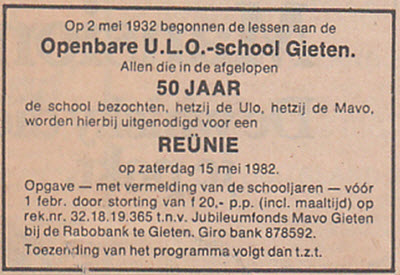 Op 2 mei 1932 begonnen de lessen aan de
Openbare U.L.O.-school Gieten.
Allen die in de afgelopen
50 JAAR
de school bezochten, hetzij de Ulo, hetzij de Mavo,
worden hierbij uitgenodigd voor een
REÜNIE
op zaterdag 15 mei 1982.
Opgave — met vermelding van de schooljaren — vóór
1 febr. door storting van f 20,- p.p. (incl. maaltijd) op
rek.nr. 32.18.19.365 t.n.v. Jubileumfonds Mavo Gieten
bij de Rabobank te Gieten. Giro bank 878592.
Toezending van het programma volgt dan t.z.t.